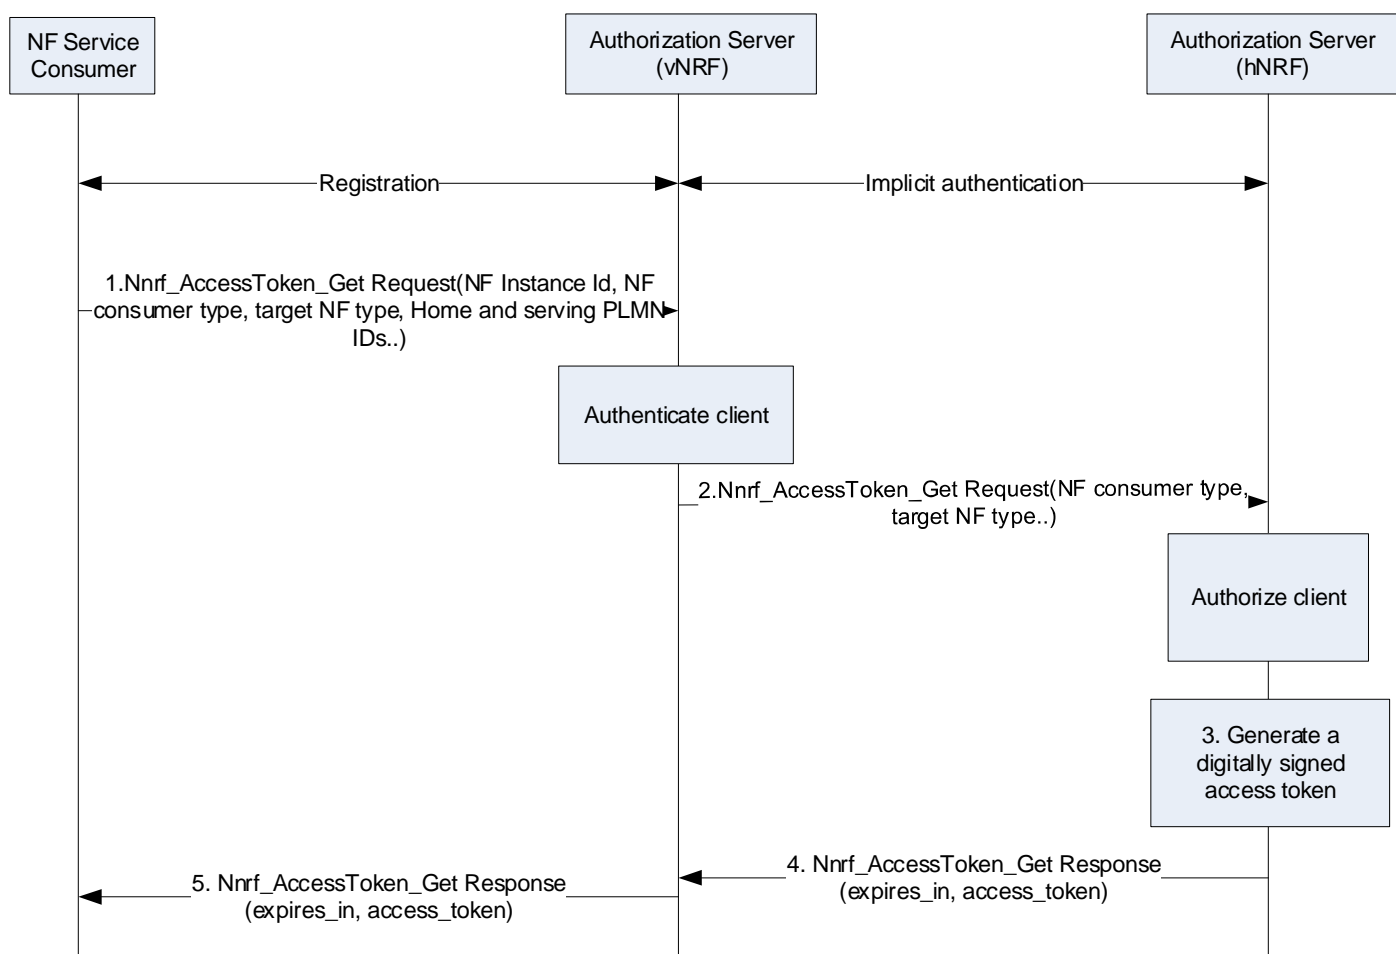 NF Service
Consumer
Authorization Server
(vNRF)
Authorization Server
(hNRF)
Registration
Implicit authentication
1.Nnrf_AccessToken_Get Request(NF Instance Id, NF
consumer type, target NF type, Home and serving PLMN
IDs..)
Authenticate client
2.Nnrf_AccessToken_Get Request(NF consumer type,
target NF type..)
Authorize client
3. Generate a
digitally signed
access token
4. Nnrf_AccessToken_Get Response
(expires_in, access_token)
5. Nnrf_AccessToken_Get Response
(expires_in, access_token)